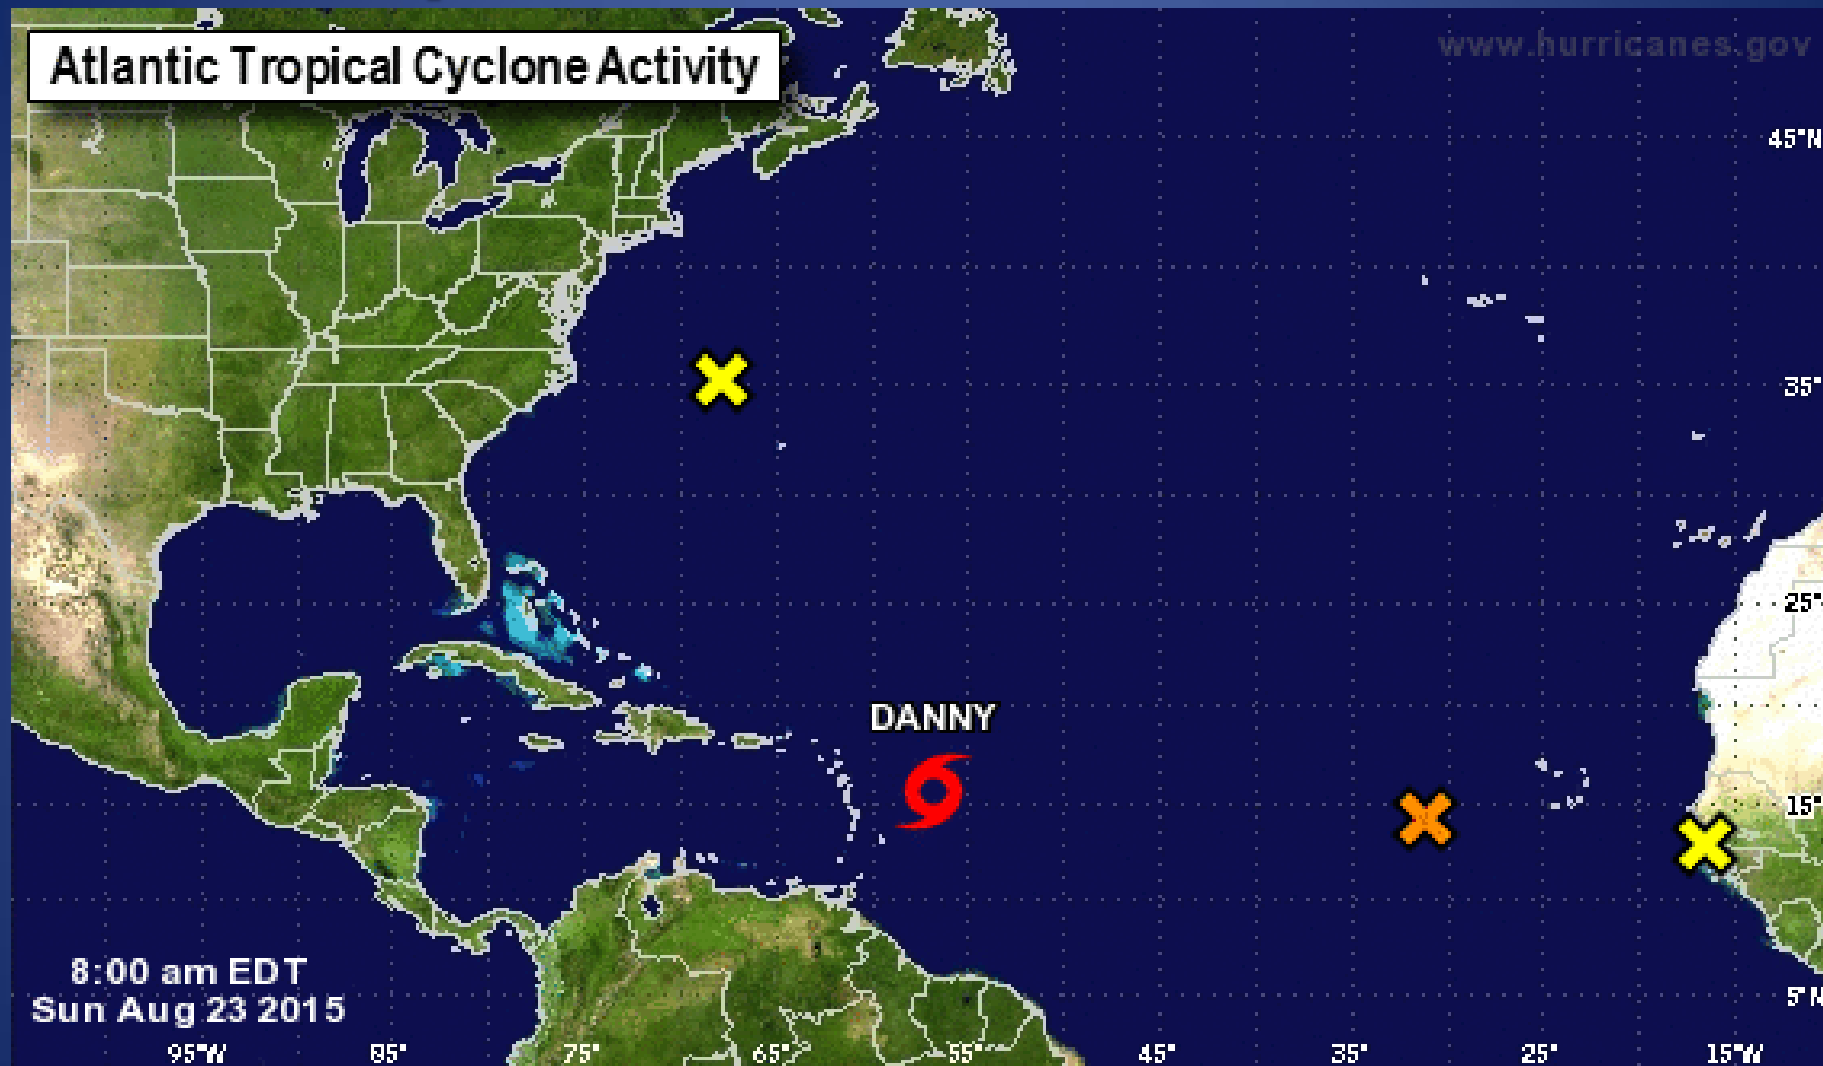 Atlantic Tropical Cyclone Activity
www.hurricanes.gov
45°N
35°
25°
DANNY
15°
8:00 am EDT
Sun Aug 23 2015
5°N
95°W 85° 75° 65° 55° 45° 35° 25° 15°W